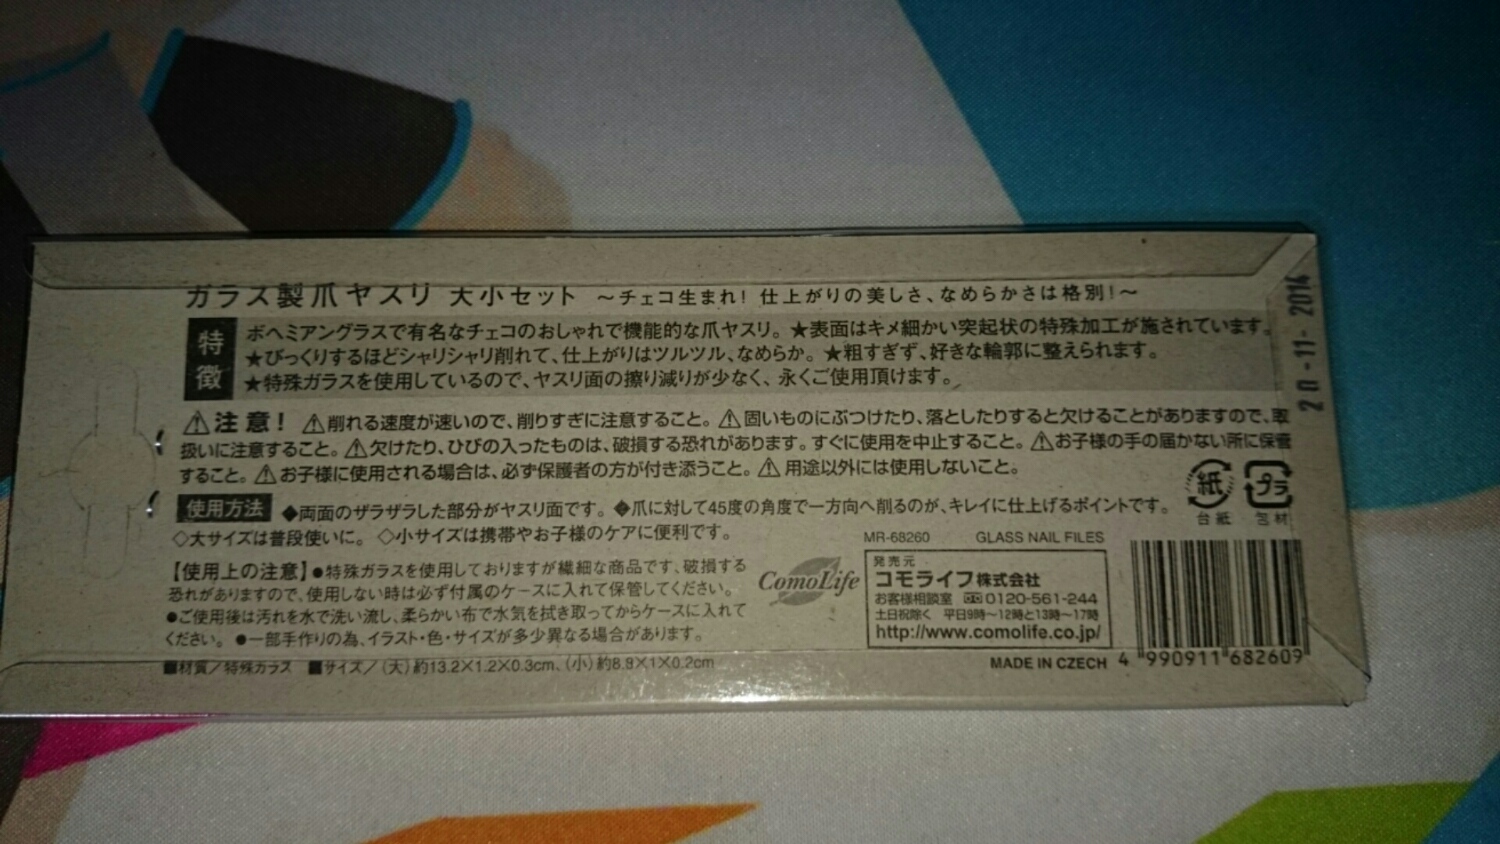 ガラス製爪ヤスリ 大小セット ～チェコ生まれ！仕上がりの美しさ、なめらかさは格別！～
特徴
ボヘミアングラスで有名なチェコのおしゃれで機能的な爪ヤスリ。★表面はキメ細かい突起状の特殊加工が施されています。
★びっくりするほどシャリシャリ削れて、仕上がりはツルツル、なめらか。★粗すぎず、好きな輪郭に整えられます。
★特殊ガラスを使用しているので、ヤスリ面の擦り減りが少なく、永くご使用頂けます。
20-11-2014
⚠注意！ ⚠削れる速度が速いので、削りすぎに注意すること。⚠固いものにぶつけたり、落としたりすると欠けることがありますので、取
扱いに注意すること。⚠欠けたり、ひびの入ったものは、破損する恐れがあります。すぐに使用を中止すること。⚠お子様の手の届かない所に保管
すること。⚠お子様に使用される場合は、必ず保護者の方が付き添うこと。⚠用途以外には使用しないこと。
紙 プラ
台紙 包材
使用方法 ◆両面のザラザラした部分がヤスリ面です。◆爪に対して45度の角度で一方向へ削るのが、キレイに仕上げるポイントです。
◇大サイズは普段使いに。◇小サイズは携帯やお子様のケアに便利です。
【使用上の注意】●特殊ガラスを使用しておりますが繊細な商品です、破損する
恐れがありますので、使用しない時は必ず付属のケースに入れて保管してください。
●ご使用後は汚れを水で洗い流し、柔らかい布で水気を拭き取ってからケースに入れて
ください。●一部手作りの為、イラスト・色・サイズが多少異なる場合があります。
■材質／特殊ガラス ■サイズ／（大）約13.2×1.2×0.3cm、（小）約8.9×1×0.2cm
ComoLife
MR-68260 GLASS NAIL FILES
発売元
コモライフ株式会社
お客様相談室 0120-561-244
土日祝除く 平日9時～12時と13時～17時
http://www.comolife.co.jp/
MADE IN CZECH
4 990911 682609